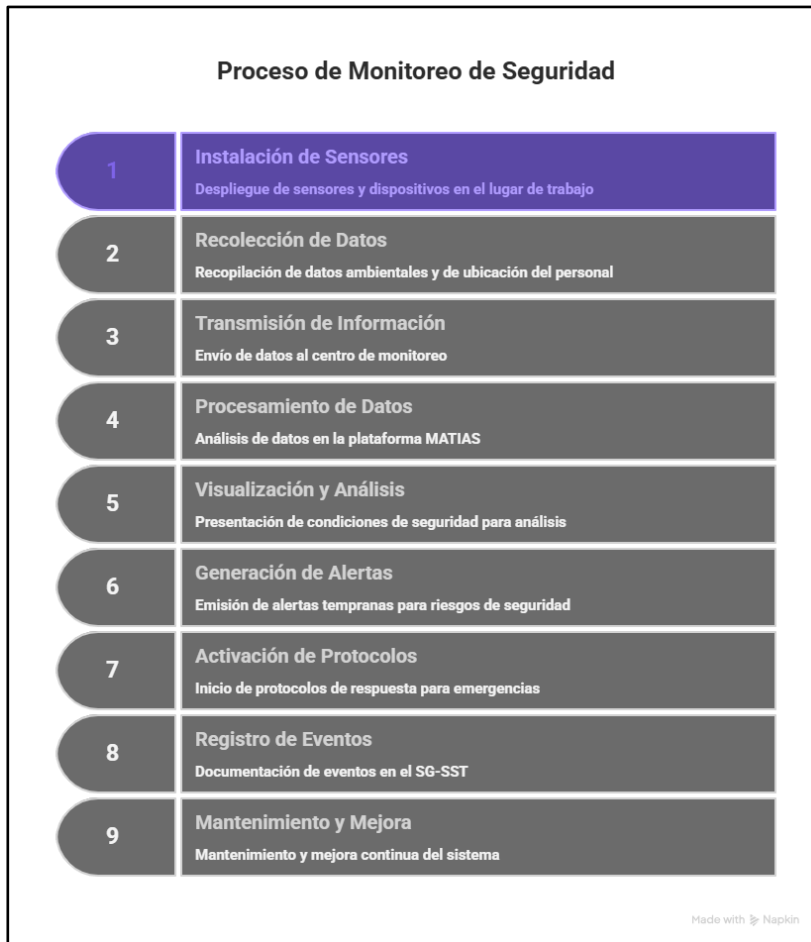 Proceso de Monitoreo de Seguridad
1
Instalación de Sensores
Despliegue de sensores y dispositivos en el lugar de trabajo
2
Recolección de Datos
Recopilación de datos ambientales y de ubicación del personal
3
Transmisión de Información
Envío de datos al centro de monitoreo
4
Procesamiento de Datos
Análisis de datos en la plataforma MATIAS
5
Visualización y Análisis
Presentación de condiciones de seguridad para análisis
6
Generación de Alertas
Emisión de alertas tempranas para riesgos de seguridad
7
Activación de Protocolos
Inicio de protocolos de respuesta para emergencias
8
Registro de Eventos
Documentación de eventos en el SG-SST
9
Mantenimiento y Mejora
Mantenimiento y mejora continua del sistema
Made with Napkin